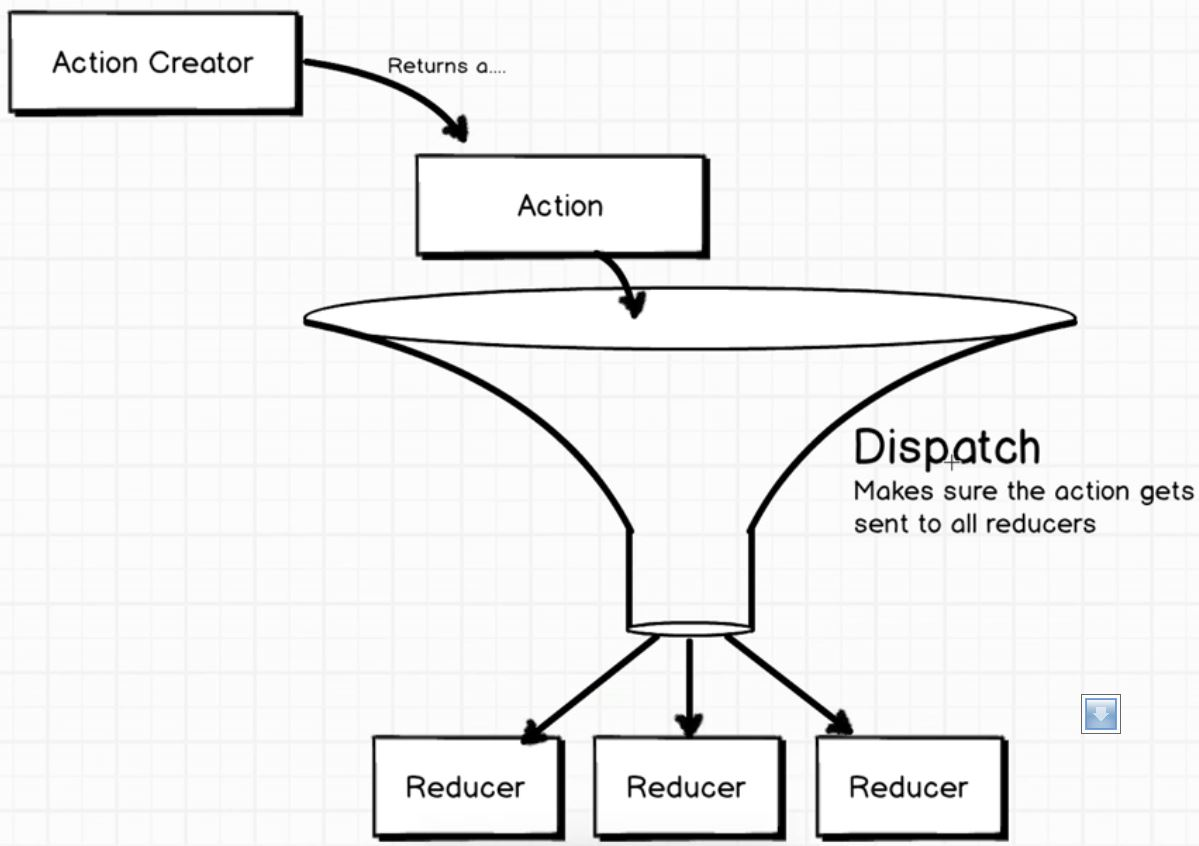 Action Creator
Returns a....
Action
Dispatch
Makes sure the action gets
sent to all reducers
Reducer
Reducer
Reducer